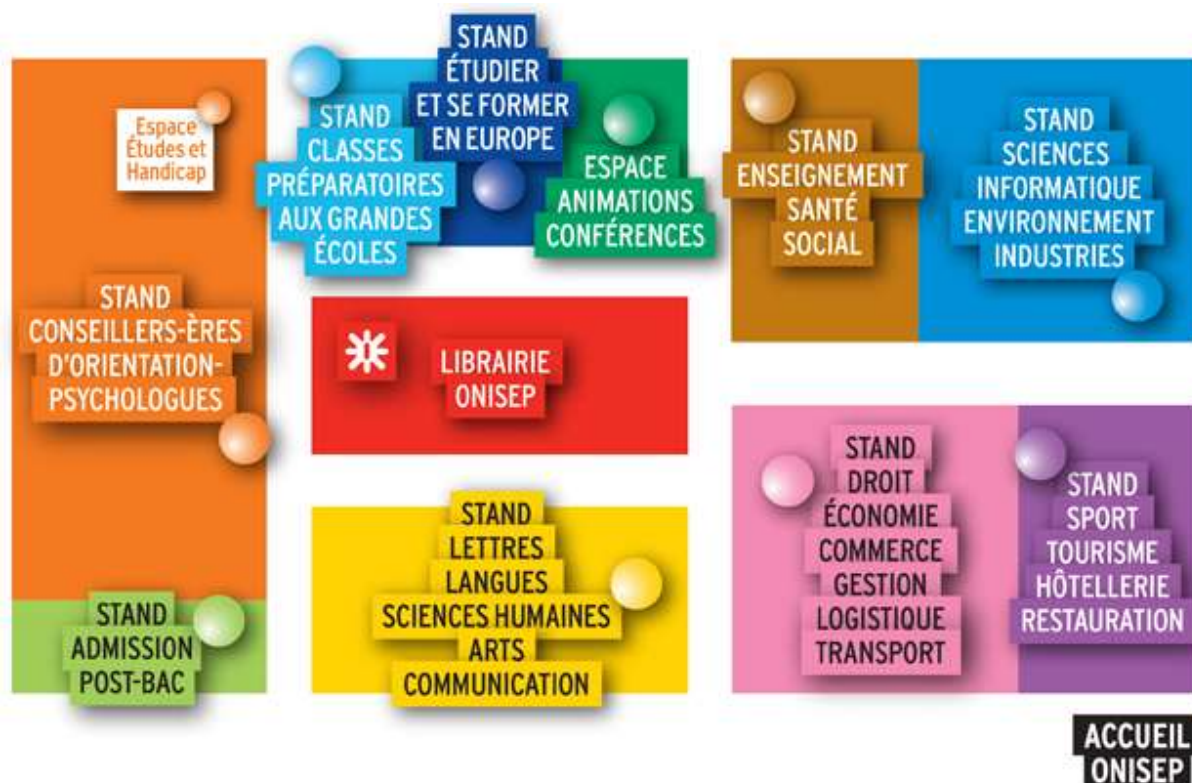 Espace
Études et
Handicap
STAND
CONSEILLERS-ÈRES
D'ORIENTATION-
PSYCHOLOGUES
STAND
ADMISSION
POST-BAC
STAND
CLASSES
PRÉPARATOIRES
AUX GRANDES
ÉCOLES
STAND
ÉTUDIER
ET SE FORMER
EN EUROPE
ESPACE
ANIMATIONS
CONFÉRENCES
LIBRAIRIE
ONISEP
STAND
LETTRES
LANGUES
SCIENCES HUMAINES
ARTS
COMMUNICATION
STAND
ENSEIGNEMENT
SANTÉ
SOCIAL
STAND
SCIENCES
INFORMATIQUE
ENVIRONNEMENT
INDUSTRIES
STAND
DROIT
ÉCONOMIE
COMMERCE
GESTION
LOGISTIQUE
TRANSPORT
STAND
SPORT
TOURISME
HÔTELLERIE
RESTAURATION
ACCUEIL
ONISEP